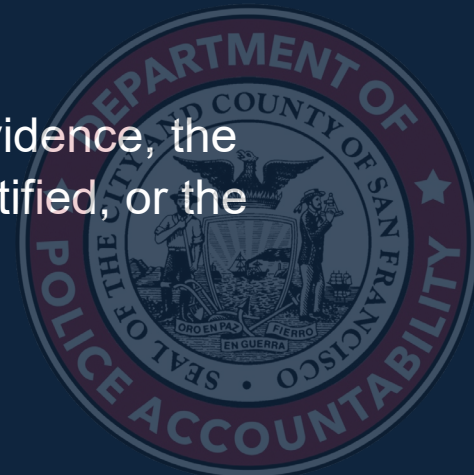 vidence, the
tified, or the
DEPARTMENT OF
POLICE ACCOUNTABILITY
THE CITY AND COUNTY OF SAN FRANCISCO
SEAL OF
ORO EN PAZ
FIERRO
EN GUERRA